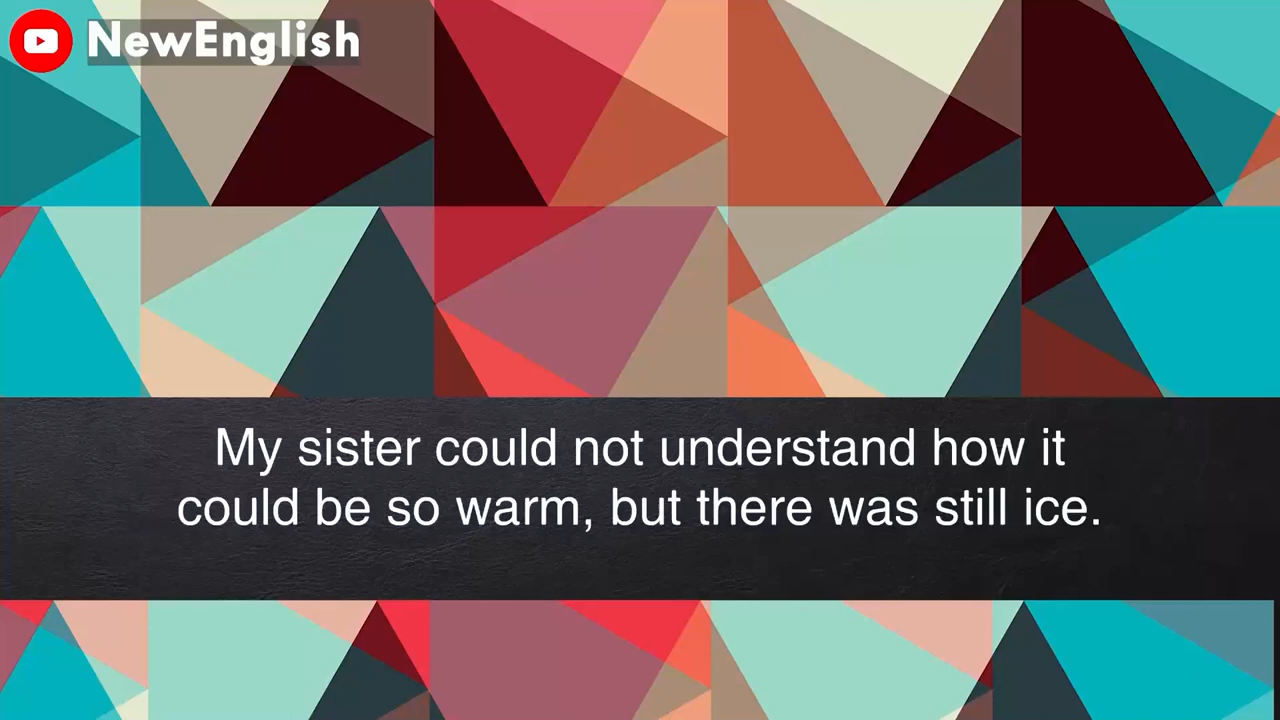 NewEnglish
My sister could not understand how it
could be so warm, but there was still ice.